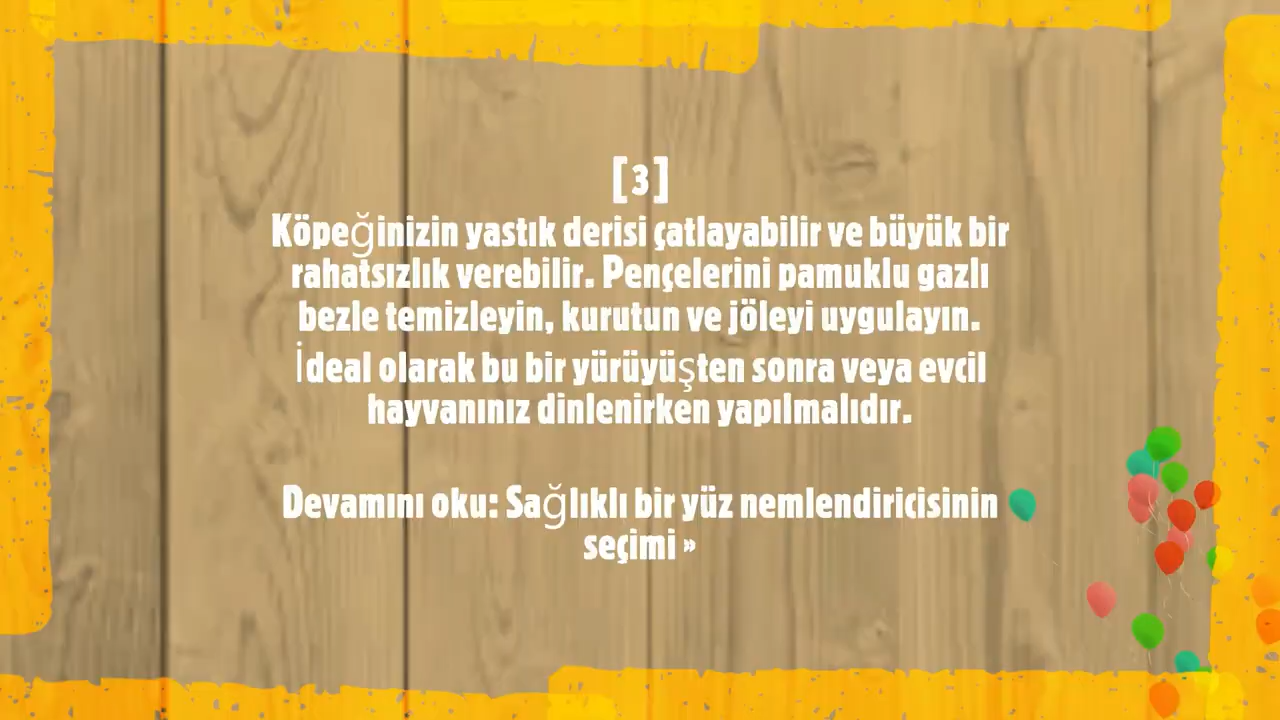 [3]
Köpeğinizin yastık derisi çatlayabilir ve büyük bir
rahatsızlık verebilir. Pençelerini pamuklu gazlı
bezle temizleyin, kurutun ve jöleyi uygulayın.
İdeal olarak bu bir yürüyüşten sonra veya evcil
hayvanınız dinlenirken yapılmalıdır.
Devamını oku: Sağlıklı bir yüz nemlendiricisinin
seçimi »